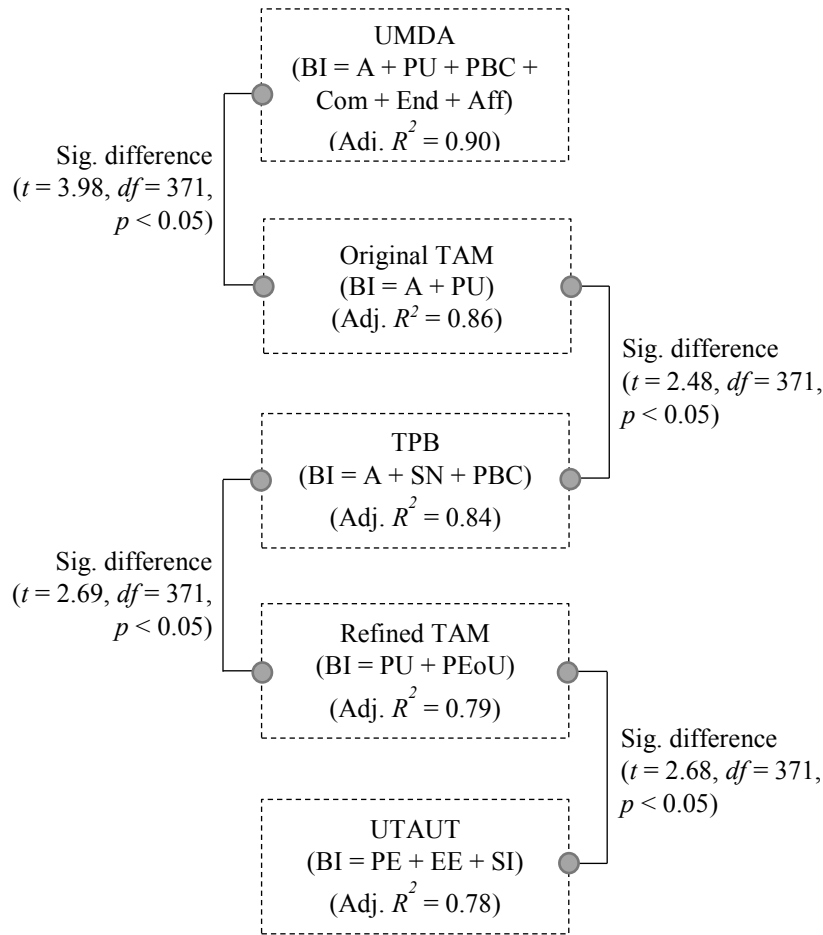 UMDA
(BI = A + PU + PBC +
Com + End + Aff)
(Adj. R² = 0.90)
Sig. difference
(t = 3.98, df = 371,
p < 0.05)
Original TAM
(BI = A + PU)
(Adj. R² = 0.86)
Sig. difference
(t = 2.48, df = 371,
p < 0.05)
TPB
(BI = A + SN + PBC)
(Adj. R² = 0.84)
Sig. difference
(t = 2.69, df = 371,
p < 0.05)
Refined TAM
(BI = PU + PEoU)
(Adj. R² = 0.79)
Sig. difference
(t = 2.68, df = 371,
p < 0.05)
UTAUT
(BI = PE + EE + SI)
(Adj. R² = 0.78)